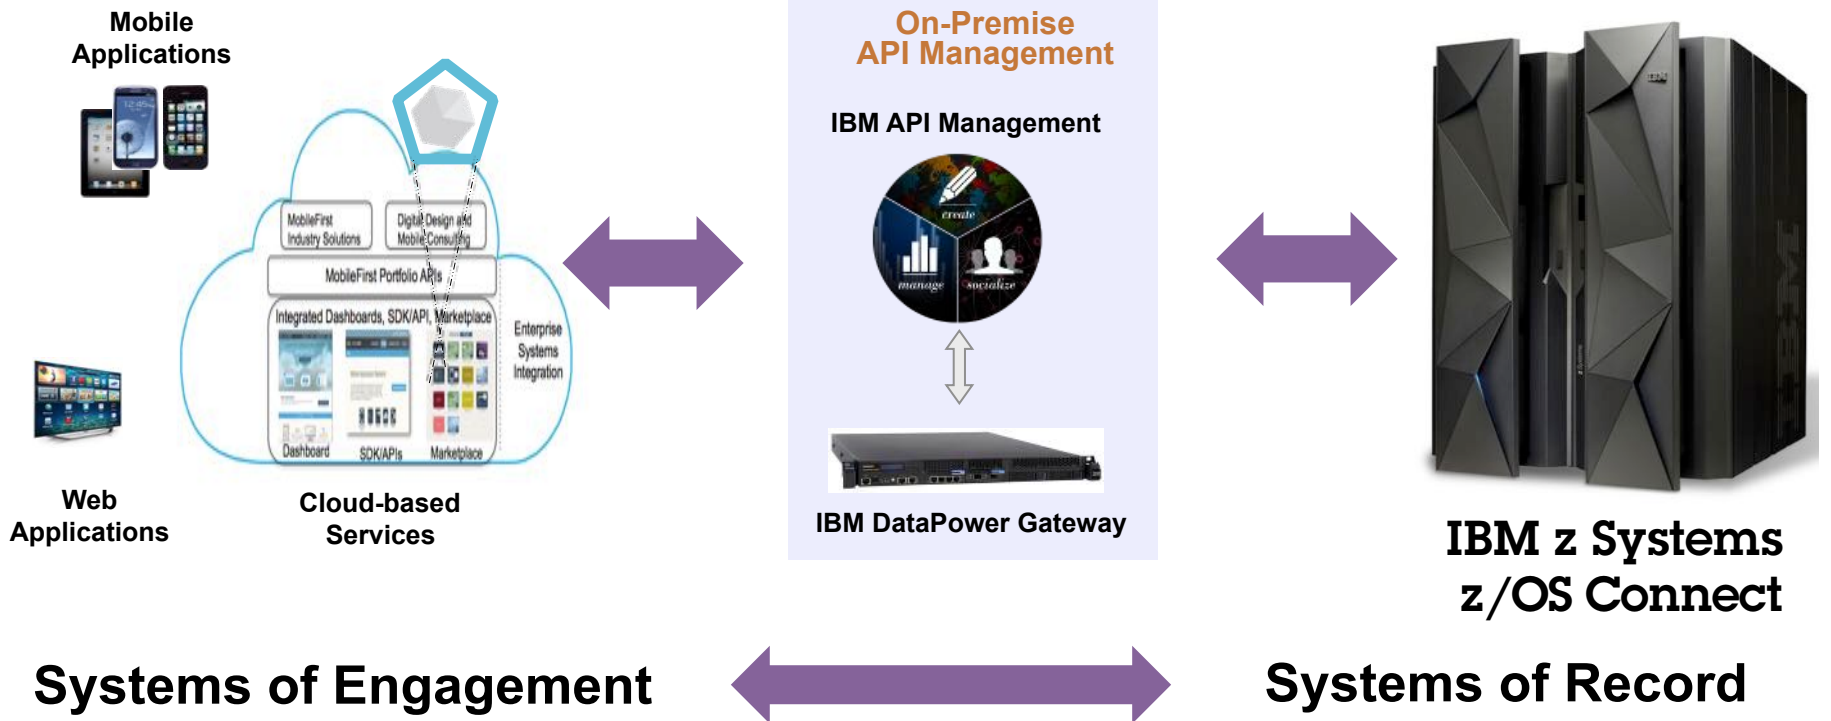 Mobile
Applications
MobileFirst
Industry Solutions
Digital Design and
Mobile Consulting
MobileFirst Portfolio APIs
Integrated Dashboards, SDK/API, Marketplace
Dashboard
SDK/APIs
Marketplace
Enterprise
Systems
Integration
Web
Applications
Cloud-based
Services
On-Premise
API Management
IBM API Management
create
manage
socialize
IBM DataPower Gateway
IBM
IBM
IBM z Systems
z/OS Connect
Systems of Engagement
Systems of Record